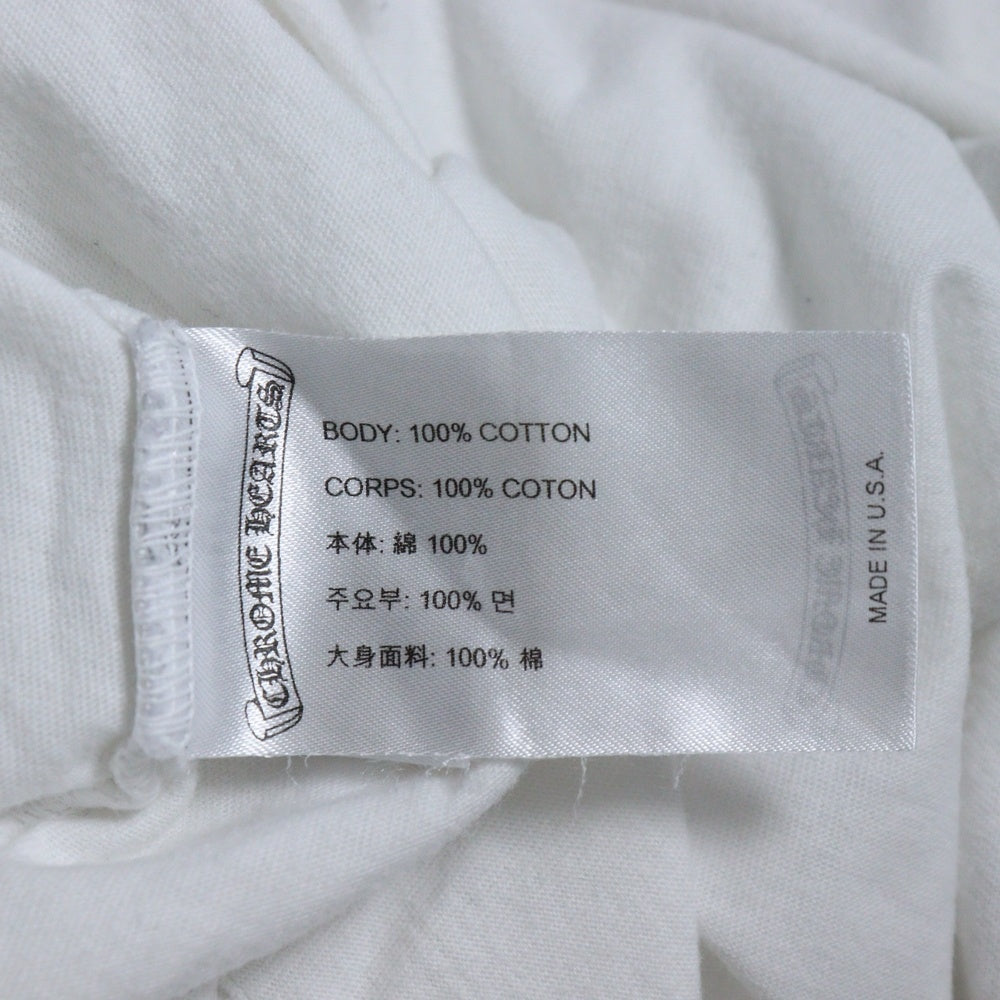 CHROME HEARTS
BODY: 100% COTTON
CORPS: 100% COTON
本体: 綿 100%
주요부: 100% 면
大身面料: 100% 棉
MADE IN U.S.A.